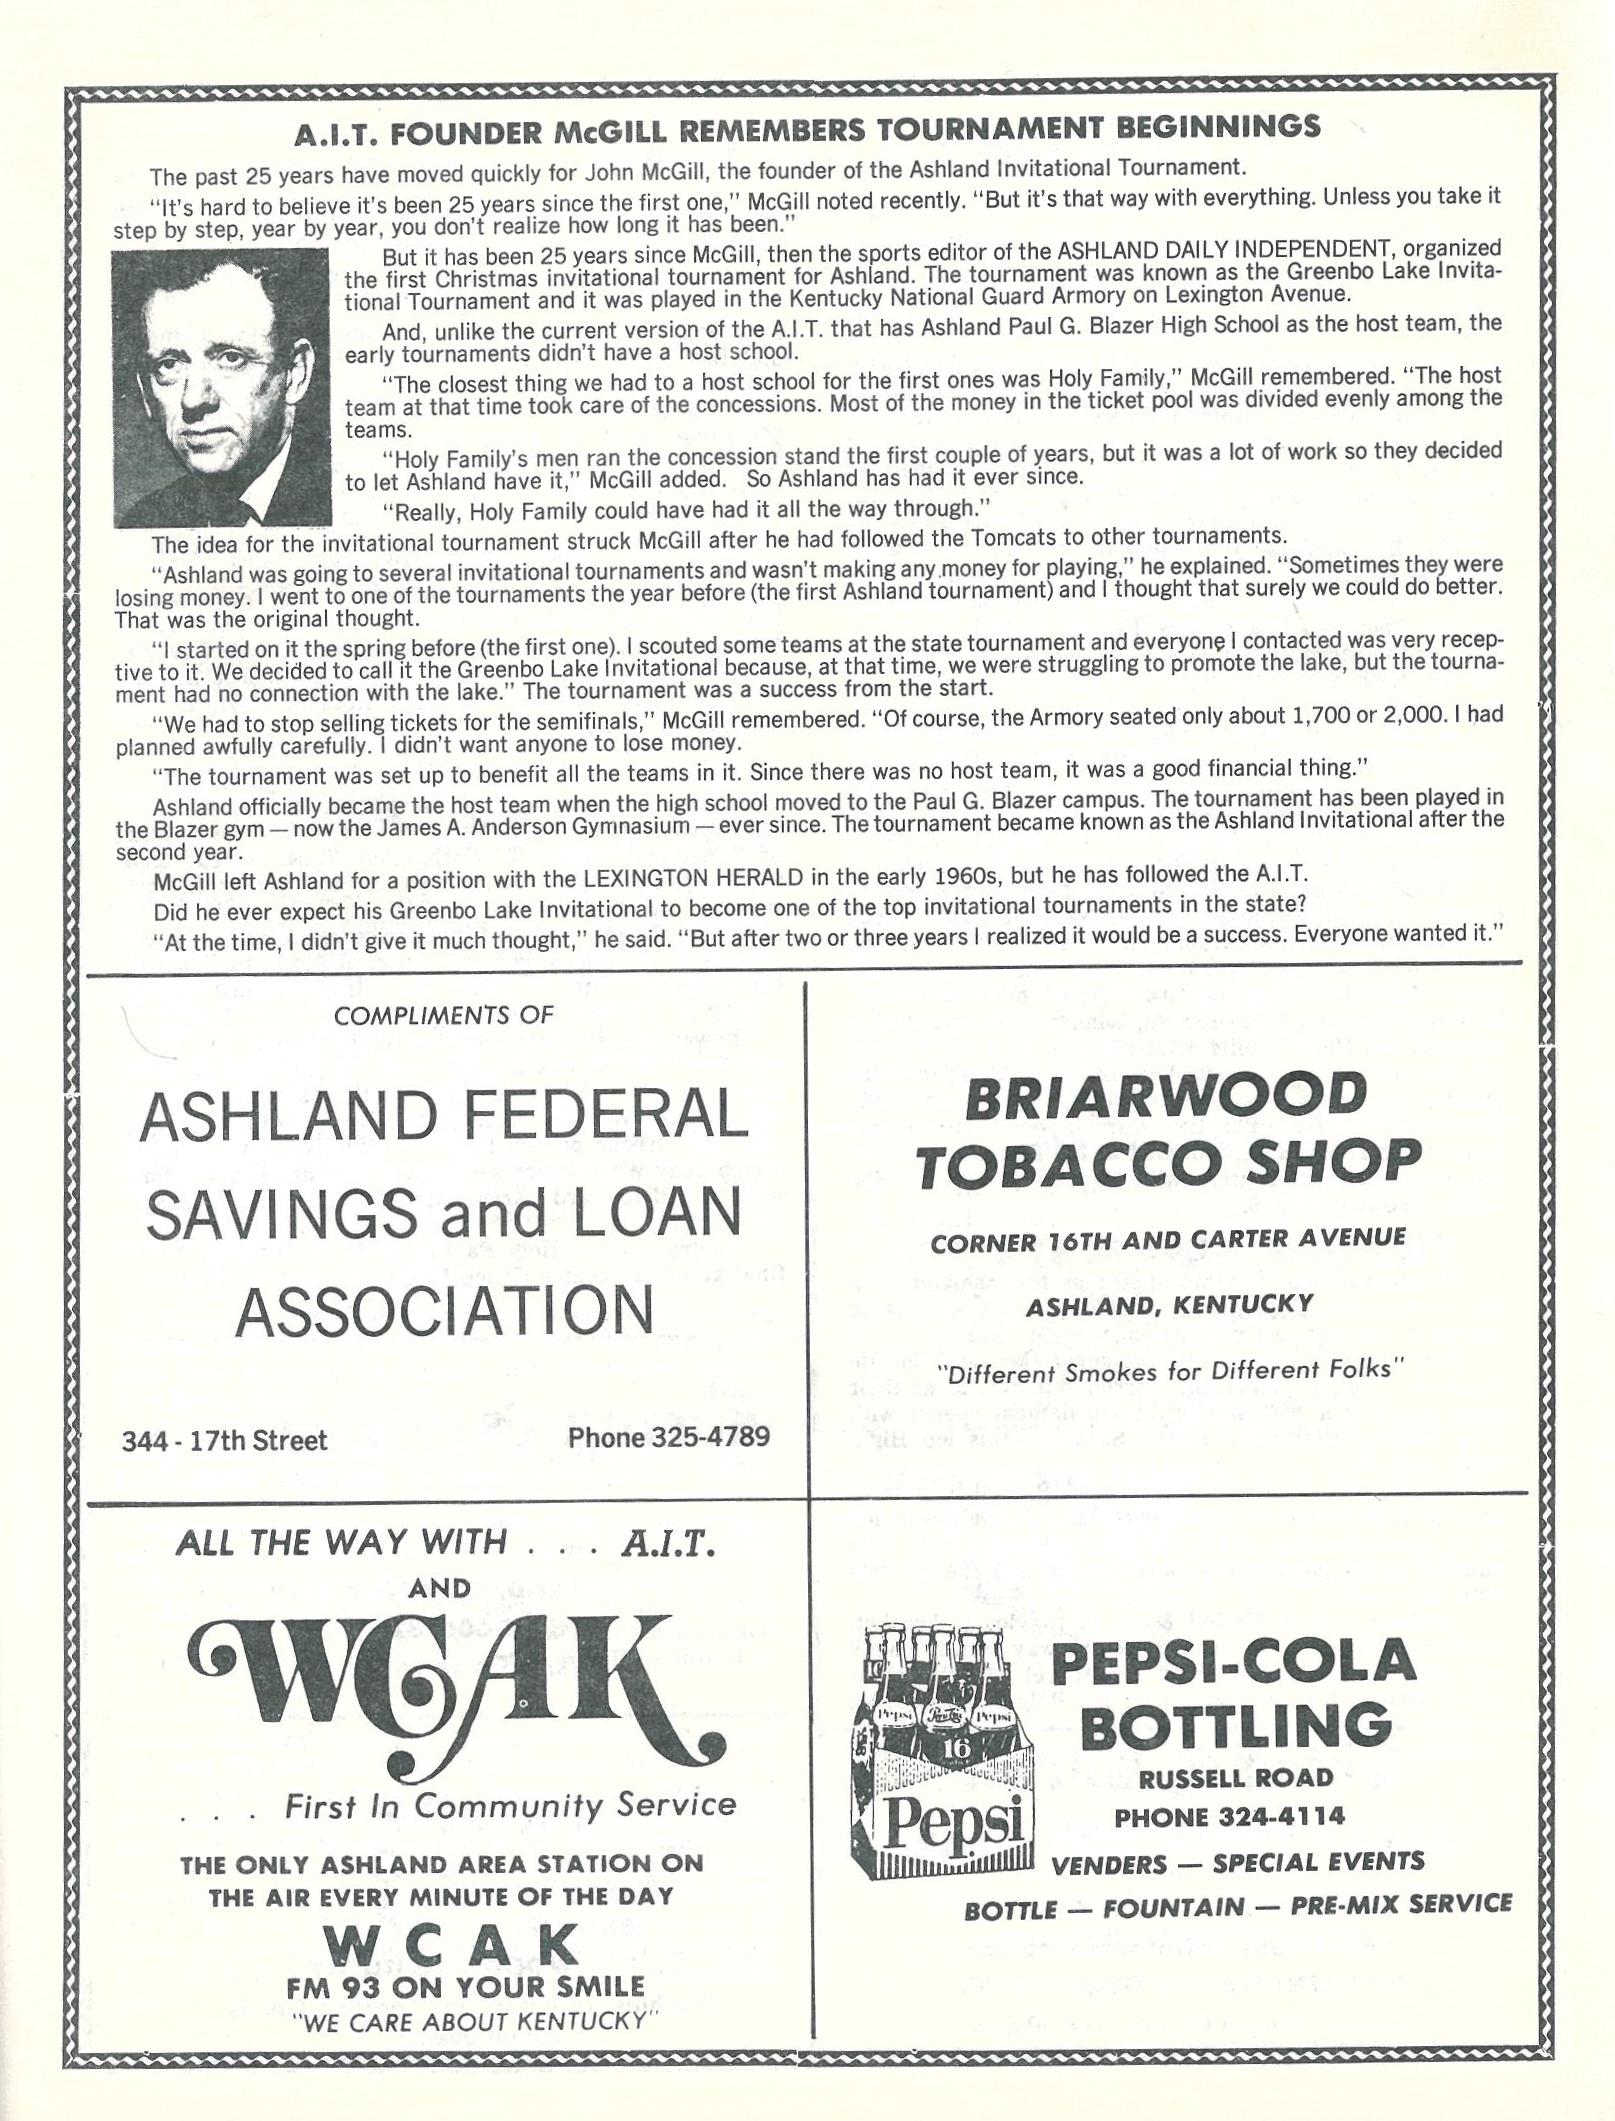 A.I.T. FOUNDER McGILL REMEMBERS TOURNAMENT BEGINNINGS
The past 25 years have moved quickly for John McGill, the founder of the Ashland Invitational Tournament.
“It's hard to believe it's been 25 years since the first one,” McGill noted recently. “But it's that way with everything. Unless you take it
step by step, year by year, you don't realize how long it has been.”
But it has been 25 years since McGill, then the sports editor of the ASHLAND DAILY INDEPENDENT, organized
the first Christmas invitational tournament for Ashland. The tournament was known as the Greenbo Lake Invita-
tional Tournament and it was played in the Kentucky National Guard Armory on Lexington Avenue.
And, unlike the current version of the A.I.T. that has Ashland Paul G. Blazer High School as the host team, the
early tournaments didn't have a host school.
“The closest thing we had to a host school for the first ones was Holy Family,” McGill remembered. “The host
team at that time took care of the concessions. Most of the money in the ticket pool was divided evenly among the
teams.
“Holy Family's men ran the concession stand the first couple of years, but it was a lot of work so they decided
to let Ashland have it,” McGill added. So Ashland has had it ever since.
“Really, Holy Family could have had it all the way through.”
The idea for the invitational tournament struck McGill after he had followed the Tomcats to other tournaments.
“Ashland was going to several invitational tournaments and wasn't making any money for playing,” he explained. “Sometimes they were
losing money. I went to one of the tournaments the year before (the first Ashland tournament) and I thought that surely we could do better.
That was the original thought.
“I started on it the spring before (the first one). I scouted some teams at the state tournament and everyone I contacted was very recep-
tive to it. We decided to call it the Greenbo Lake Invitational because, at that time, we were struggling to promote the lake, but the tourna-
ment had no connection with the lake.” The tournament was a success from the start.
“We had to stop selling tickets for the semifinals,” McGill remembered. “Of course, the Armory seated only about 1,700 or 2,000. I had
planned awfully carefully. I didn't want anyone to lose money.
“The tournament was set up to benefit all the teams in it. Since there was no host team, it was a good financial thing.”
Ashland officially became the host team when the high school moved to the Paul G. Blazer campus. The tournament has been played in
the Blazer gym — now the James A. Anderson Gymnasium — ever since. The tournament became known as the Ashland Invitational after the
second year.
McGill left Ashland for a position with the LEXINGTON HERALD in the early 1960s, but he has followed the A.I.T.
Did he ever expect his Greenbo Lake Invitational to become one of the top invitational tournaments in the state?
“At the time, I didn't give it much thought,” he said. “But after two or three years I realized it would be a success. Everyone wanted it.”
COMPLIMENTS OF
ASHLAND FEDERAL
SAVINGS and LOAN
ASSOCIATION
344 - 17th Street Phone 325-4789
BRIARWOOD
TOBACCO SHOP
CORNER 16TH AND CARTER AVENUE
ASHLAND, KENTUCKY
"Different Smokes for Different Folks"
ALL THE WAY WITH . . . A.I.T.
AND
WCAK
. . . First In Community Service
THE ONLY ASHLAND AREA STATION ON
THE AIR EVERY MINUTE OF THE DAY
WCAK
FM 93 ON YOUR SMILE
"WE CARE ABOUT KENTUCKY"
Pepsi Pepsi
16
Pepsi
PEPSI-COLA
BOTTLING
RUSSELL ROAD
PHONE 324-4114
VENDERS — SPECIAL EVENTS
BOTTLE — FOUNTAIN — PRE-MIX SERVICE